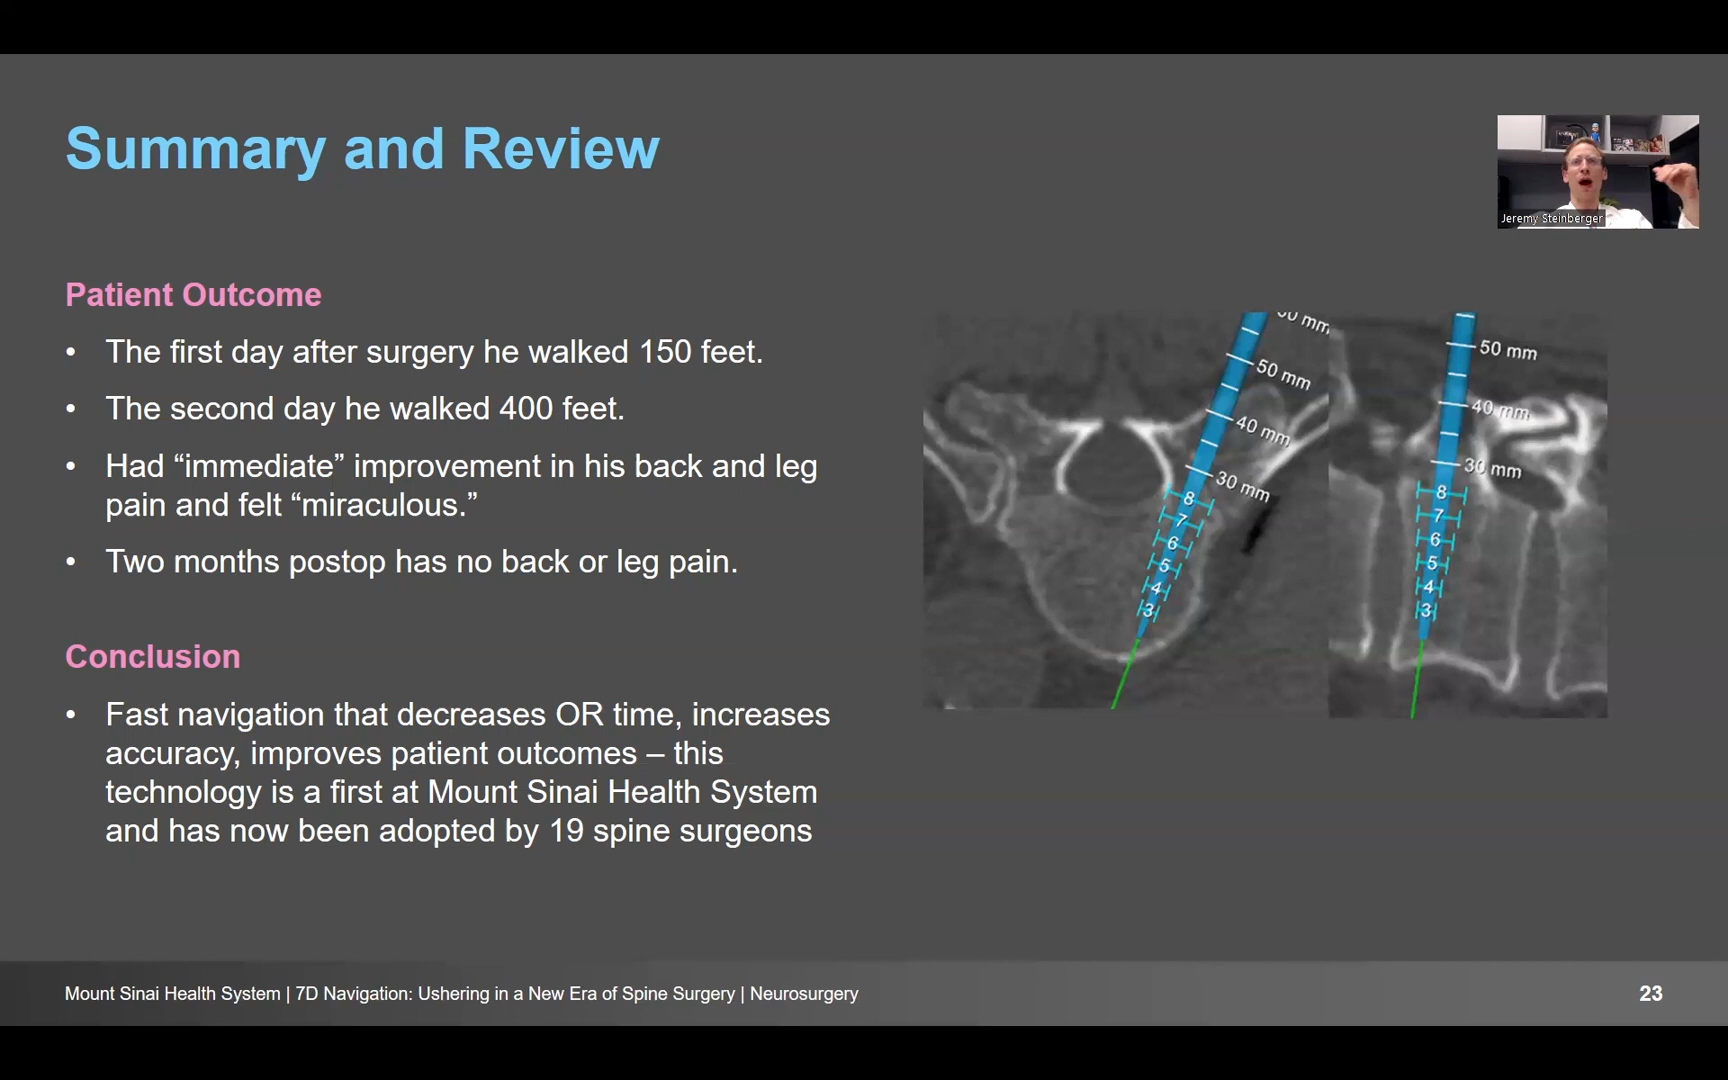 Summary and Review
Jeremy Steinberger
Patient Outcome
• The first day after surgery he walked 150 feet.
• The second day he walked 400 feet.
• Had “immediate” improvement in his back and leg
pain and felt “miraculous.”
• Two months postop has no back or leg pain.
Conclusion
• Fast navigation that decreases OR time, increases
accuracy, improves patient outcomes – this
technology is a first at Mount Sinai Health System
and has now been adopted by 19 spine surgeons
mm
50 mm
40 mm
30 mm
8
7
6
5
4
3
50 mm
40 mm
30 mm
8
7
6
5
4
3
Mount Sinai Health System | 7D Navigation: Ushering in a New Era of Spine Surgery | Neurosurgery
23